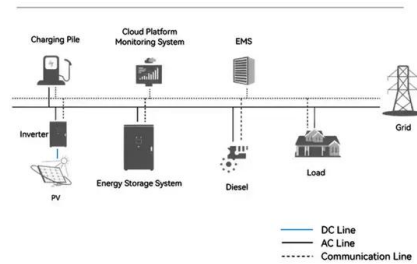 Charging Pile
Cloud Platform
Monitoring System
EMS
Inverter
Grid
PV
Energy Storage System
Diesel
Load
DC Line
AC Line
Communication Line